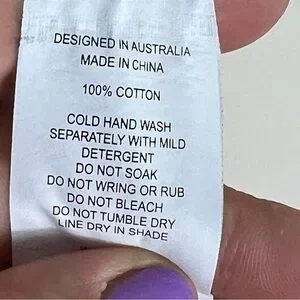 DESIGNED IN AUSTRALIA
MADE IN CHINA
100% COTTON
COLD HAND WASH
SEPARATELY WITH MILD
DETERGENT
DO NOT SOAK
DO NOT WRING OR RUB
DO NOT BLEACH
DO NOT TUMBLE DRY
LINE DRY IN SHADE